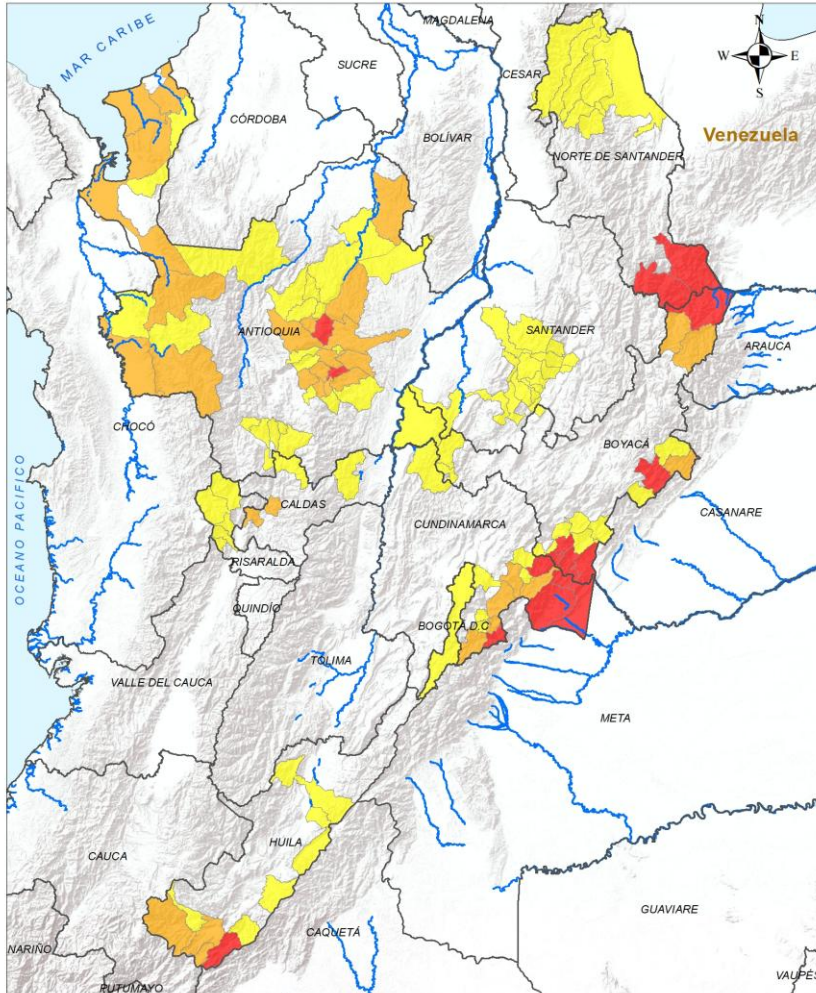 MAGDALENA
MAR CARIBE
N
SUCRE
CESAR
W E
S
CÓRDOBA
BOLÍVAR
Venezuela
NORTE DE SANTANDER
ANTIOQUIA
SANTANDER
ARAUCA
CHOCÓ
BOYACÁ
OCEANO PACIFICO
CALDAS
CUNDINAMARCA
CASANARE
RISARALDA
QUINDÍO
BOGOTÁ, D.C
TOLIMA
VALLE DEL CAUCA
META
HUILA
CAUCA
GUAVIARE
CAQUETÁ
NARIÑO
PUTUMAYO
VAUPÉS